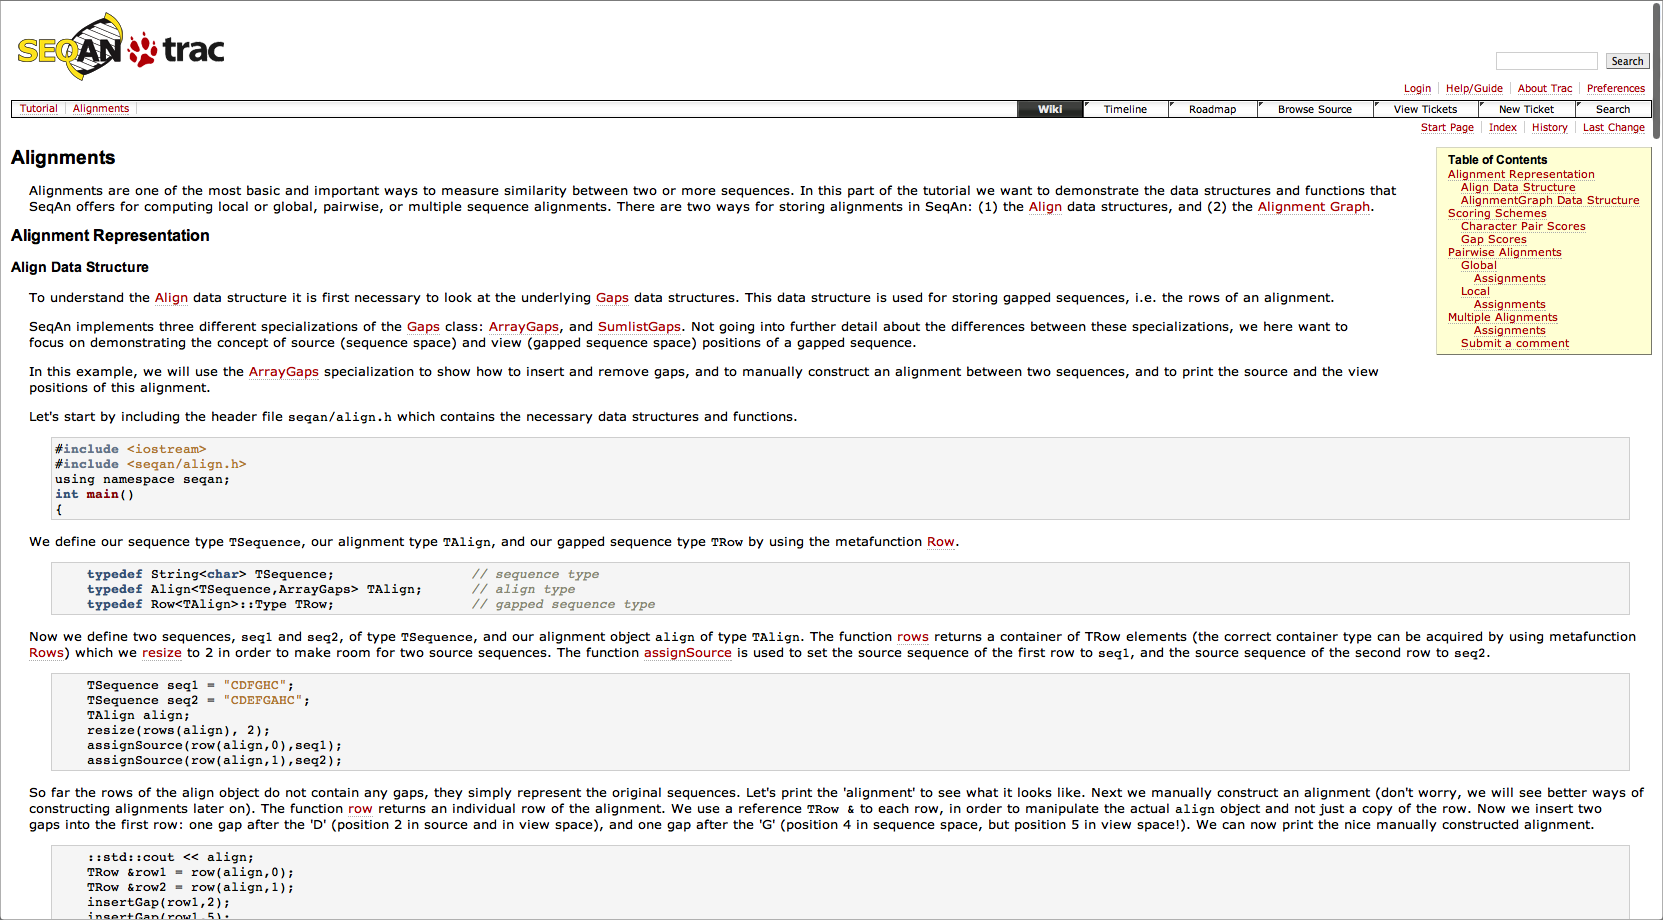 SEQAN trac
Search
Login Help/Guide About Trac Preferences
Tutorial Alignments Wiki Timeline Roadmap Browse Source View Tickets New Ticket Search
Start Page Index History Last Change
Alignments
Alignments are one of the most basic and important ways to measure similarity between two or more sequences. In this part of the tutorial we want to demonstrate the data structures and functions that
SeqAn offers for computing local or global, pairwise, or multiple sequence alignments. There are two ways for storing alignments in SeqAn: (1) the Align data structures, and (2) the Alignment Graph.
Table of Contents
Alignment Representation
Align Data Structure
AlignmentGraph Data Structure
Scoring Schemes
Character Pair Scores
Gap Scores
Pairwise Alignments
Global
Assignments
Local
Assignments
Multiple Alignments
Assignments
Submit a comment
Alignment Representation
Align Data Structure
To understand the Align data structure it is first necessary to look at the underlying Gaps data structures. This data structure is used for storing gapped sequences, i.e. the rows of an alignment.
SeqAn implements three different specializations of the Gaps class: ArrayGaps, and SumlistGaps. Not going into further detail about the differences between these specializations, we here want to
focus on demonstrating the concept of source (sequence space) and view (gapped sequence space) positions of a gapped sequence.
In this example, we will use the ArrayGaps specialization to show how to insert and remove gaps, and to manually construct an alignment between two sequences, and to print the source and the view
positions of this alignment.
Let's start by including the header file seqan/align.h which contains the necessary data structures and functions.
#include <iostream>
#include <seqan/align.h>
using namespace seqan;
int main()
{
We define our sequence type TSequence, our alignment type TAlign, and our gapped sequence type TRow by using the metafunction Row.
typedef String<char> TSequence; // sequence type
typedef Align<TSequence,ArrayGaps> TAlign; // align type
typedef Row<TAlign>::Type TRow; // gapped sequence type
Now we define two sequences, seq1 and seq2, of type TSequence, and our alignment object align of type TAlign. The function rows returns a container of TRow elements (the correct container type can be acquired by using metafunction
Rows) which we resize to 2 in order to make room for two source sequences. The function assignSource is used to set the source sequence of the first row to seq1, and the source sequence of the second row to seq2.
TSequence seq1 = "CDFGHC";
TSequence seq2 = "CDEFGAHC";
TAlign align;
resize(rows(align), 2);
assignSource(row(align,0),seq1);
assignSource(row(align,1),seq2);
So far the rows of the align object do not contain any gaps, they simply represent the original sequences. Let's print the 'alignment' to see what it looks like. Next we manually construct an alignment (don't worry, we will see better ways of
constructing alignments later on). The function row returns an individual row of the alignment. We use a reference TRow & to each row, in order to manipulate the actual align object and not just a copy of the row. Now we insert two
gaps into the first row: one gap after the 'D' (position 2 in source and in view space), and one gap after the 'G' (position 4 in sequence space, but position 5 in view space!). We can now print the nice manually constructed alignment.
::std::cout << align;
TRow &row1 = row(align,0);
TRow &row2 = row(align,1);
insertGap(row1,2);
insertGap(row1,5);